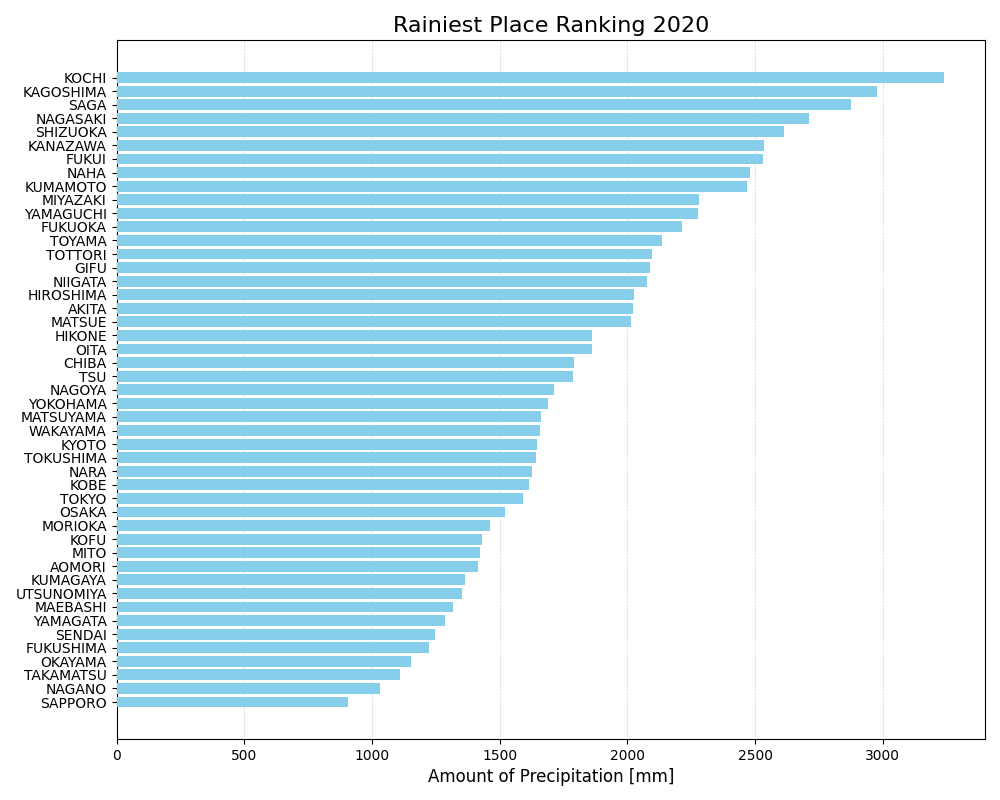 Rainiest Place Ranking 2020
KOCHI
KAGOSHIMA
SAGA
NAGASAKI
SHIZUOKA
KANAZAWA
FUKUI
NAHA
KUMAMOTO
MIYAZAKI
YAMAGUCHI
FUKUOKA
TOYAMA
TOTTORI
GIFU
NIIGATA
HIROSHIMA
AKITA
MATSUE
HIKONE
OITA
CHIBA
TSU
NAGOYA
YOKOHAMA
MATSUYAMA
WAKAYAMA
KYOTO
TOKUSHIMA
NARA
KOBE
TOKYO
OSAKA
MORIOKA
KOFU
MITO
AOMORI
KUMAGAYA
UTSUNOMIYA
MAEBASHI
YAMAGATA
SENDAI
FUKUSHIMA
OKAYAMA
TAKAMATSU
NAGANO
SAPPORO
0 500 1000 1500 2000 2500 3000
Amount of Precipitation [mm]